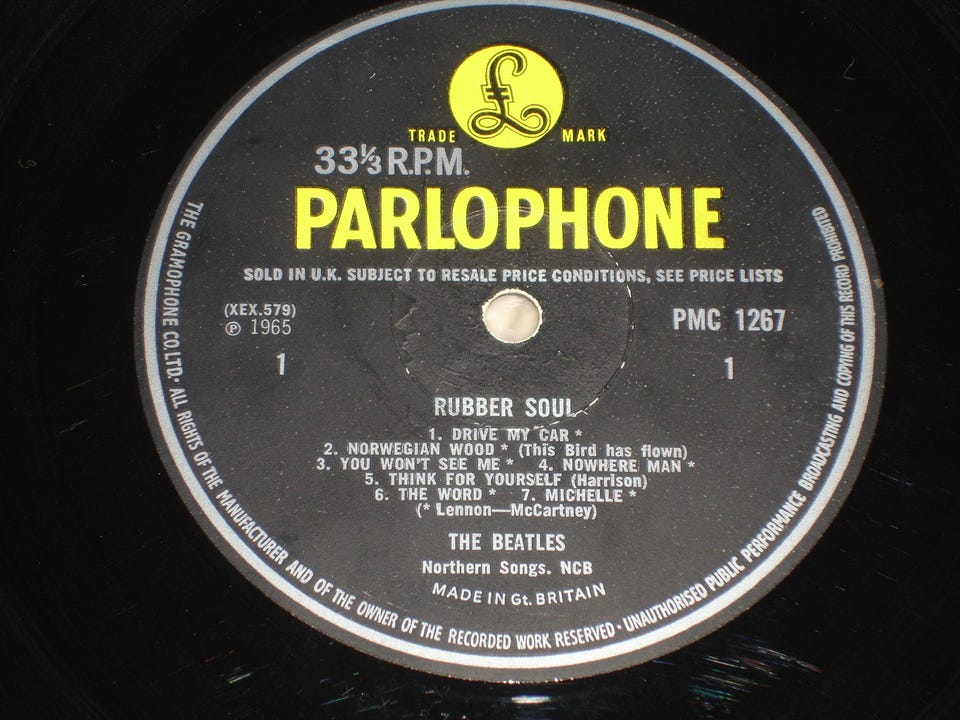 £
TRADE MARK
33⅓ R.P.M.
PARLOPHONE
SOLD IN U.K. SUBJECT TO RESALE PRICE CONDITIONS, SEE PRICE LISTS
(XEX.579)
℗ 1965
PMC 1267
1
1
RUBBER SOUL
1. DRIVE MY CAR *
2. NORWEGIAN WOOD * (This Bird has flown)
3. YOU WON'T SEE ME * 4. NOWHERE MAN *
5. THINK FOR YOURSELF (Harrison)
6. THE WORD * 7. MICHELLE *
(* Lennon—McCartney)
THE BEATLES
Northern Songs. NCB
MADE IN Gt. BRITAIN
THE GRAMOPHONE CO. LTD. · ALL RIGHTS OF THE MANUFACTURER AND OF THE OWNER OF THE RECORDED WORK RESERVED · UNAUTHORISED PUBLIC PERFORMANCE BROADCASTING AND COPYING OF THIS RECORD PROHIBITED